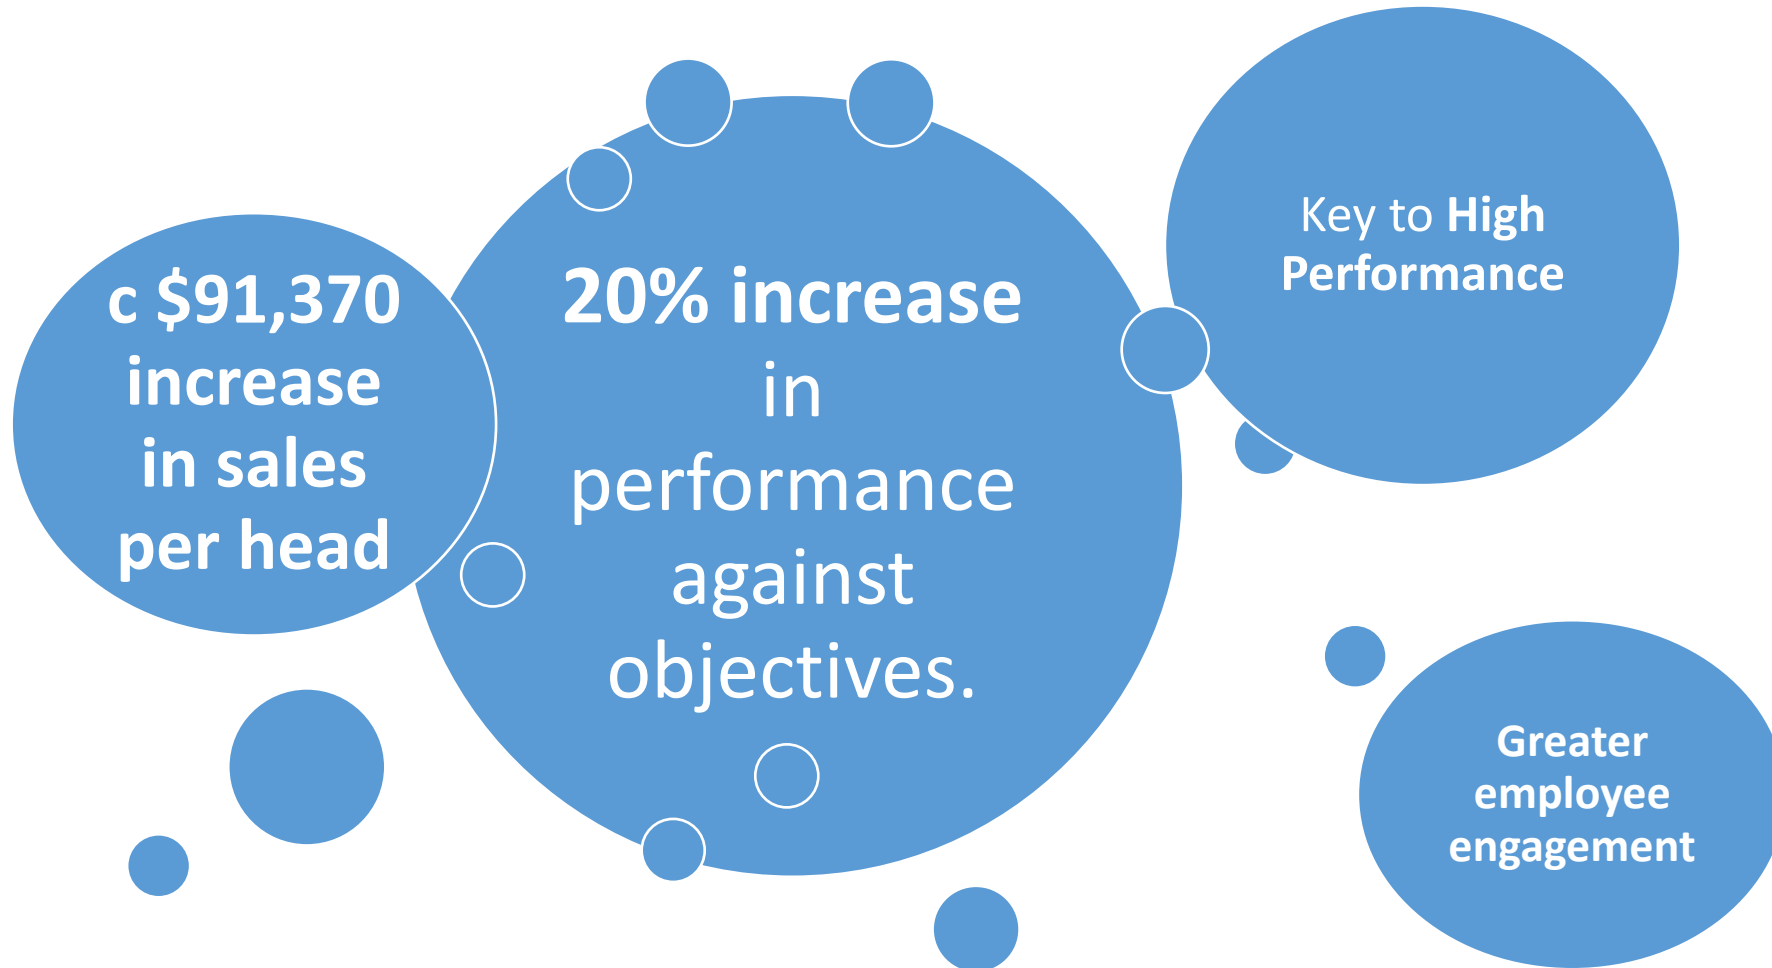 c $91,370
increase
in sales
per head
20% increase
in
performance
against
objectives.
Key to High
Performance
Greater
employee
engagement